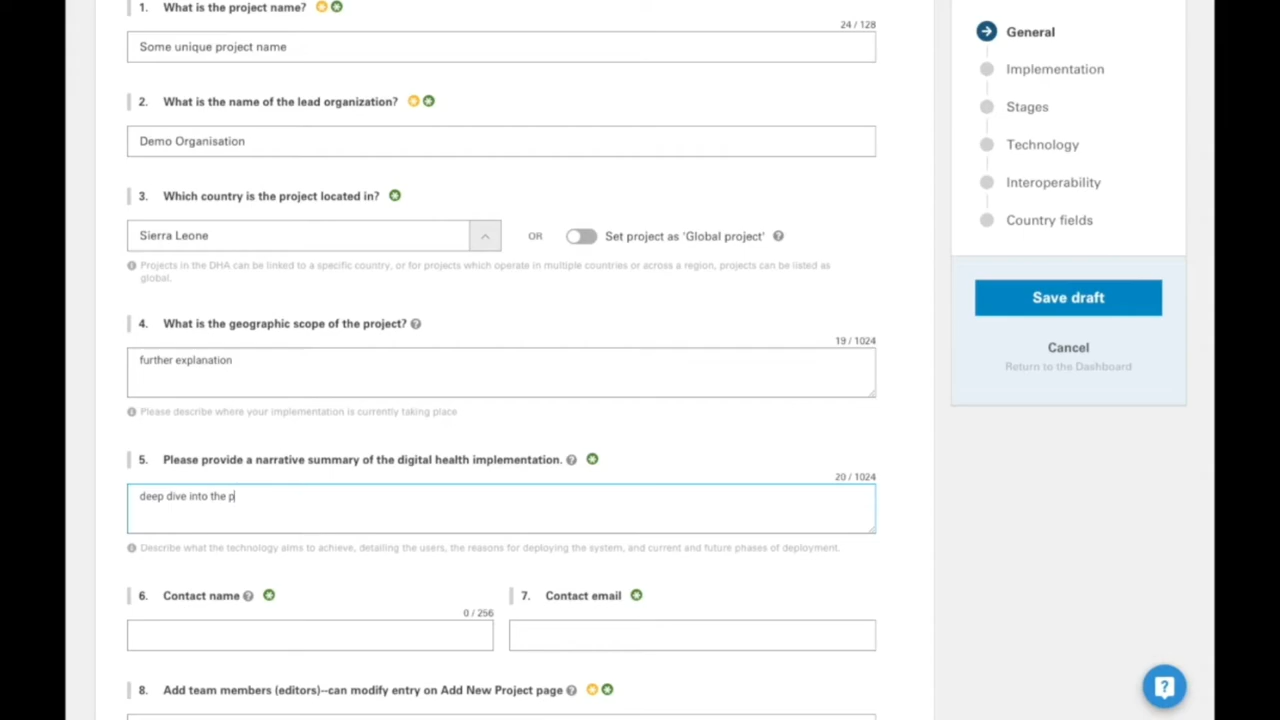 1. What is the project name?
24 / 128
Some unique project name
2. What is the name of the lead organization?
Demo Organisation
3. Which country is the project located in?
Sierra Leone
OR
Set project as 'Global project'
Projects in the DHA can be linked to a specific country, or for projects which operate in multiple countries or across a region, projects can be listed as
global.
4. What is the geographic scope of the project?
19 / 1024
further explanation
Please describe where your implementation is currently taking place
5. Please provide a narrative summary of the digital health implementation.
20 / 1024
deep dive into the p
Describe what the technology aims to achieve, detailing the users, the reasons for deploying the system, and current and future phases of deployment.
6. Contact name
0 / 256
7. Contact email
8. Add team members (editors)--can modify entry on Add New Project page
General
Implementation
Stages
Technology
Interoperability
Country fields
Save draft
Cancel
Return to the Dashboard